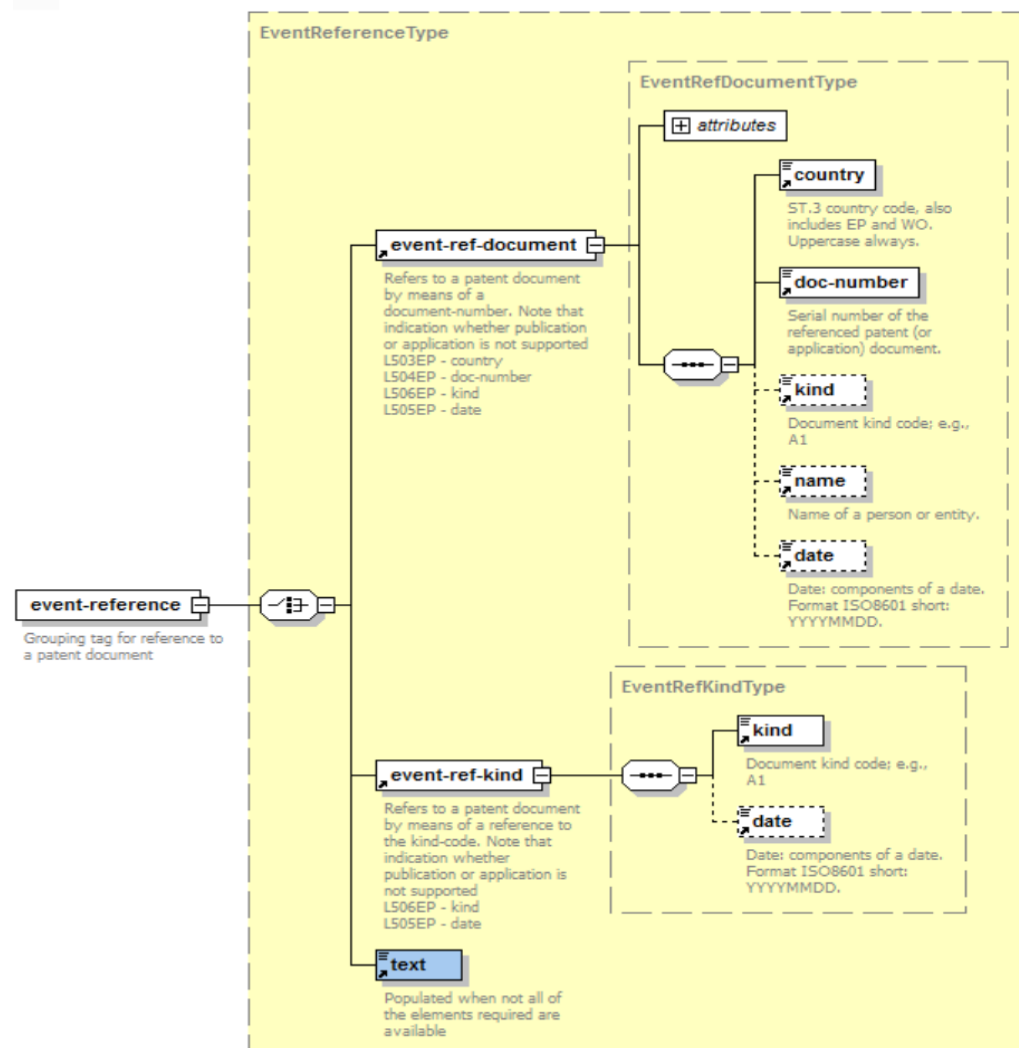 EventReferenceType
EventRefDocumentType
attributes
country
ST.3 country code, also
includes EP and WO.
Uppercase always.
event-ref-document
Refers to a patent document
by means of a
document-number. Note that
indication whether publication
or application is not supported
L503EP - country
L504EP - doc-number
L506EP - kind
L505EP - date
doc-number
Serial number of the
referenced patent (or
application) document.
kind
Document kind code; e.g.,
A1
name
Name of a person or entity.
date
Date: components of a date.
Format ISO8601 short:
YYYYMMDD.
event-reference
Grouping tag for reference to
a patent document
EventRefKindType
kind
Document kind code; e.g.,
A1
event-ref-kind
Refers to a patent document
by means of a reference to
the kind-code. Note that
indication whether
publication or application is
not supported
L506EP - kind
L505EP - date
date
Date: components of a date.
Format ISO8601 short:
YYYYMMDD.
text
Populated when not all of
the elements required are
available